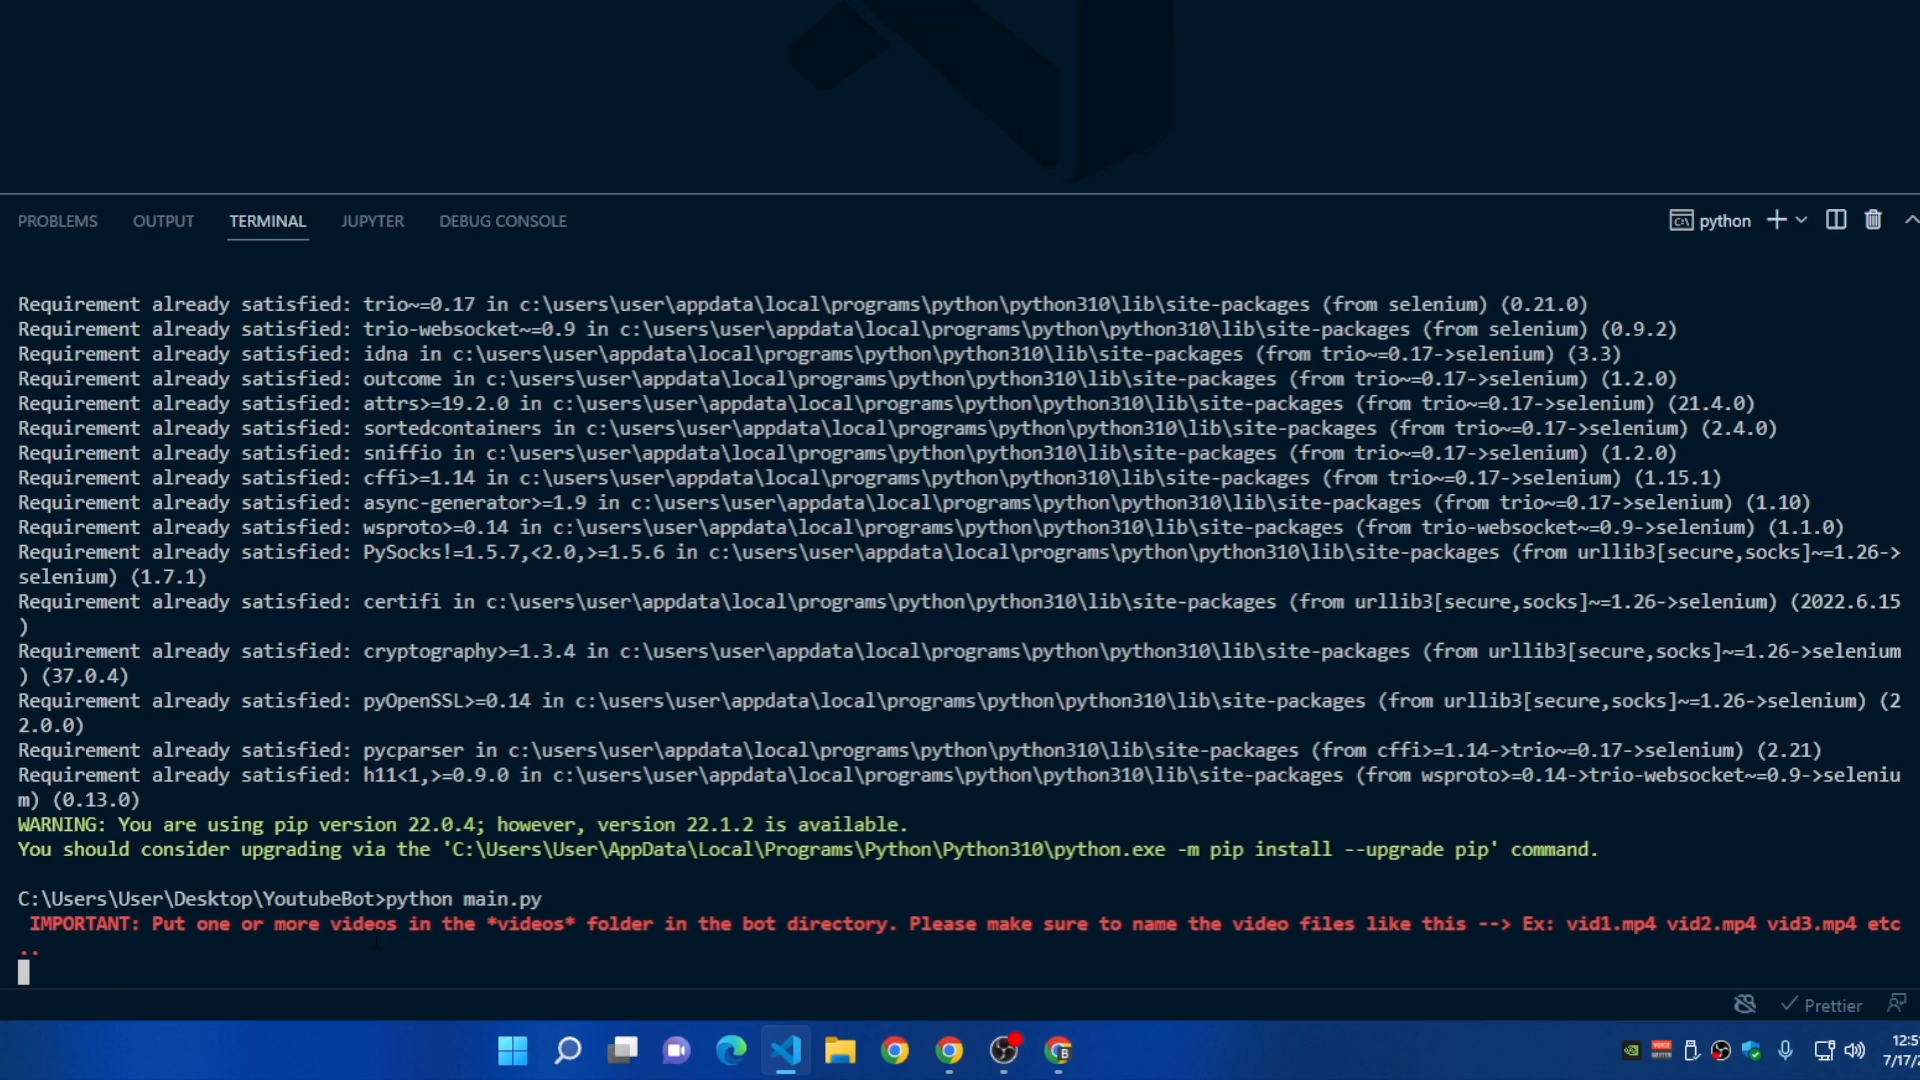 PROBLEMS OUTPUT TERMINAL JUPYTER DEBUG CONSOLE python
Requirement already satisfied: trio~=0.17 in c:\users\user\appdata\local\programs\python\python310\lib\site-packages (from selenium) (0.21.0)
Requirement already satisfied: trio-websocket~=0.9 in c:\users\user\appdata\local\programs\python\python310\lib\site-packages (from selenium) (0.9.2)
Requirement already satisfied: idna in c:\users\user\appdata\local\programs\python\python310\lib\site-packages (from trio~=0.17->selenium) (3.3)
Requirement already satisfied: outcome in c:\users\user\appdata\local\programs\python\python310\lib\site-packages (from trio~=0.17->selenium) (1.2.0)
Requirement already satisfied: attrs>=19.2.0 in c:\users\user\appdata\local\programs\python\python310\lib\site-packages (from trio~=0.17->selenium) (21.4.0)
Requirement already satisfied: sortedcontainers in c:\users\user\appdata\local\programs\python\python310\lib\site-packages (from trio~=0.17->selenium) (2.4.0)
Requirement already satisfied: sniffio in c:\users\user\appdata\local\programs\python\python310\lib\site-packages (from trio~=0.17->selenium) (1.2.0)
Requirement already satisfied: cffi>=1.14 in c:\users\user\appdata\local\programs\python\python310\lib\site-packages (from trio~=0.17->selenium) (1.15.1)
Requirement already satisfied: async-generator>=1.9 in c:\users\user\appdata\local\programs\python\python310\lib\site-packages (from trio~=0.17->selenium) (1.10)
Requirement already satisfied: wsproto>=0.14 in c:\users\user\appdata\local\programs\python\python310\lib\site-packages (from trio-websocket~=0.9->selenium) (1.1.0)
Requirement already satisfied: PySocks!=1.5.7,<2.0,>=1.5.6 in c:\users\user\appdata\local\programs\python\python310\lib\site-packages (from urllib3[secure,socks]~=1.26->
selenium) (1.7.1)
Requirement already satisfied: certifi in c:\users\user\appdata\local\programs\python\python310\lib\site-packages (from urllib3[secure,socks]~=1.26->selenium) (2022.6.15
)
Requirement already satisfied: cryptography>=1.3.4 in c:\users\user\appdata\local\programs\python\python310\lib\site-packages (from urllib3[secure,socks]~=1.26->selenium
) (37.0.4)
Requirement already satisfied: pyOpenSSL>=0.14 in c:\users\user\appdata\local\programs\python\python310\lib\site-packages (from urllib3[secure,socks]~=1.26->selenium) (2
2.0.0)
Requirement already satisfied: pycparser in c:\users\user\appdata\local\programs\python\python310\lib\site-packages (from cffi>=1.14->trio~=0.17->selenium) (2.21)
Requirement already satisfied: h11<1,>=0.9.0 in c:\users\user\appdata\local\programs\python\python310\lib\site-packages (from wsproto>=0.14->trio-websocket~=0.9->seleniu
m) (0.13.0)
WARNING: You are using pip version 22.0.4; however, version 22.1.2 is available.
You should consider upgrading via the 'C:\Users\User\AppData\Local\Programs\Python\Python310\python.exe -m pip install --upgrade pip' command.
C:\Users\User\Desktop\YoutubeBot>python main.py
IMPORTANT: Put one or more videos in the *videos* folder in the bot directory. Please make sure to name the video files like this --> Ex: vid1.mp4 vid2.mp4 vid3.mp4 etc
..
Prettier
12:5
7/17/